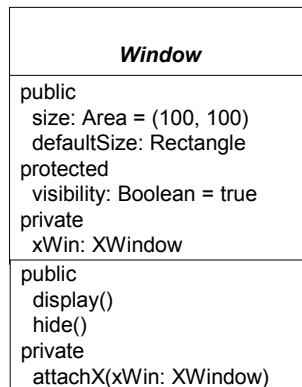 Window
public
size: Area = (100, 100)
defaultSize: Rectangle
protected
visibility: Boolean = true
private
xWin: XWindow
public
display()
hide()
private
attachX(xWin: XWindow)